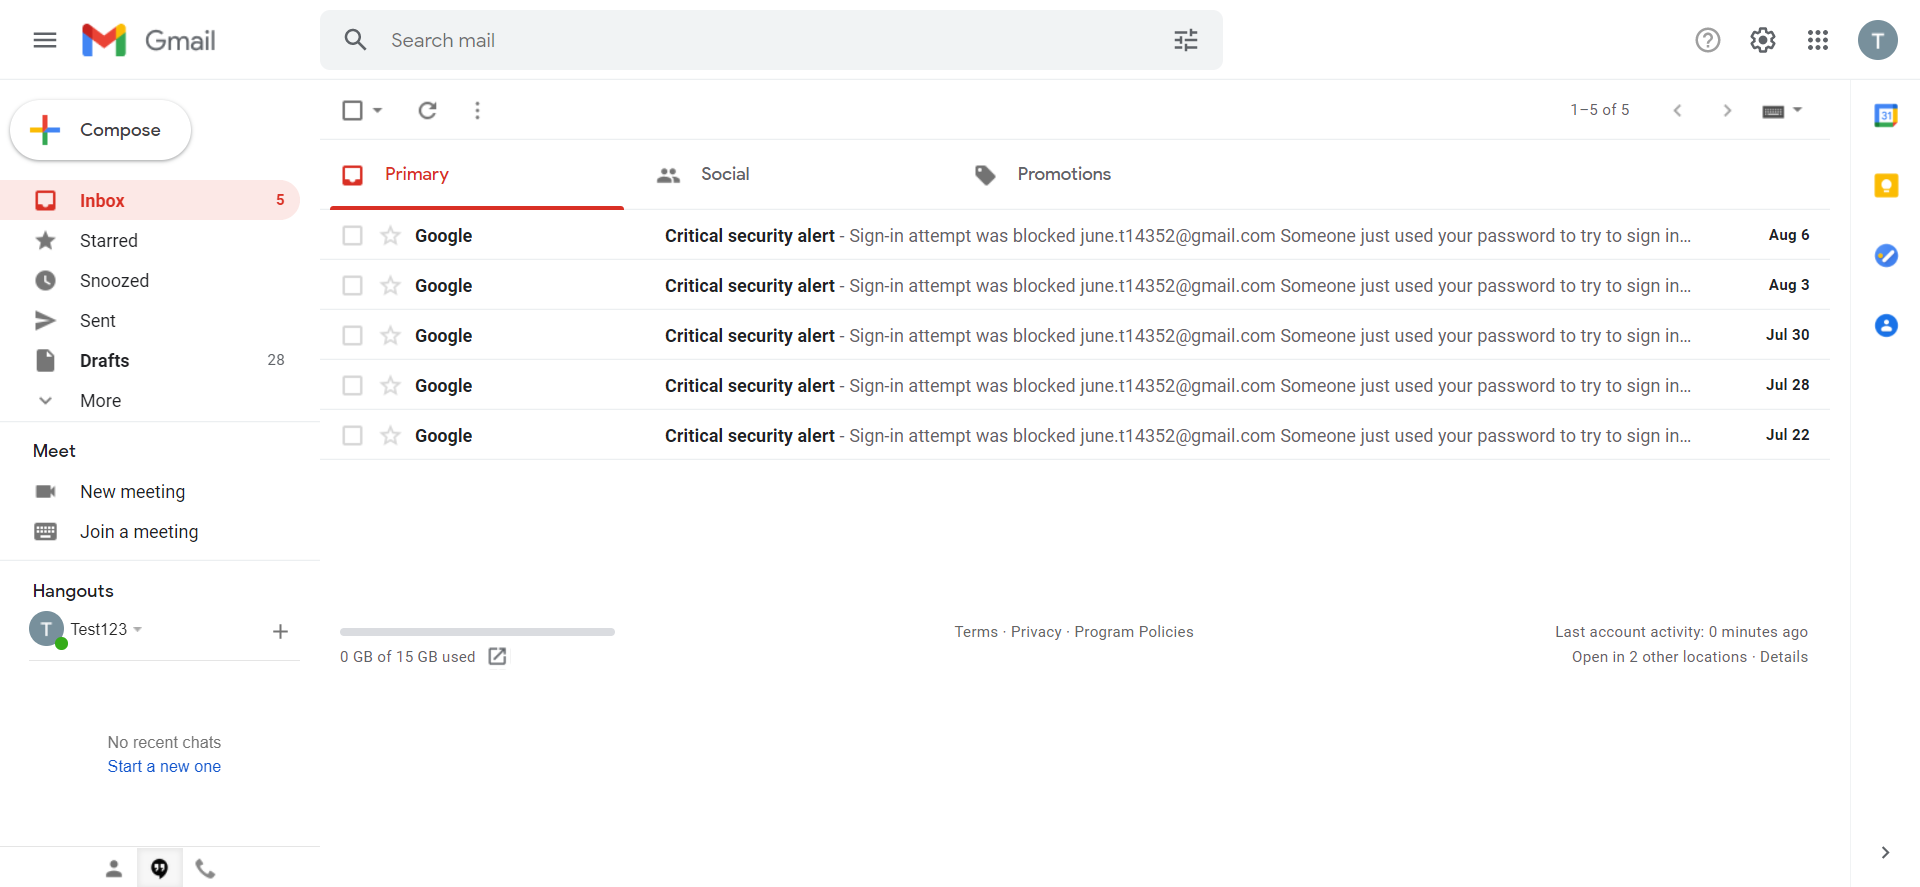 Gmail
Search mail
T
Compose
1–5 of 5
31
Inbox 5
Starred
Snoozed
Sent
Drafts 28
More
Primary Social Promotions
Google Critical security alert - Sign-in attempt was blocked june.t14352@gmail.com Someone just used your password to try to sign in... Aug 6
Google Critical security alert - Sign-in attempt was blocked june.t14352@gmail.com Someone just used your password to try to sign in... Aug 3
Google Critical security alert - Sign-in attempt was blocked june.t14352@gmail.com Someone just used your password to try to sign in... Jul 30
Google Critical security alert - Sign-in attempt was blocked june.t14352@gmail.com Someone just used your password to try to sign in... Jul 28
Google Critical security alert - Sign-in attempt was blocked june.t14352@gmail.com Someone just used your password to try to sign in... Jul 22
Meet
New meeting
Join a meeting
Hangouts
T Test123
0 GB of 15 GB used
Terms · Privacy · Program Policies
Last account activity: 0 minutes ago
Open in 2 other locations · Details
No recent chats
Start a new one